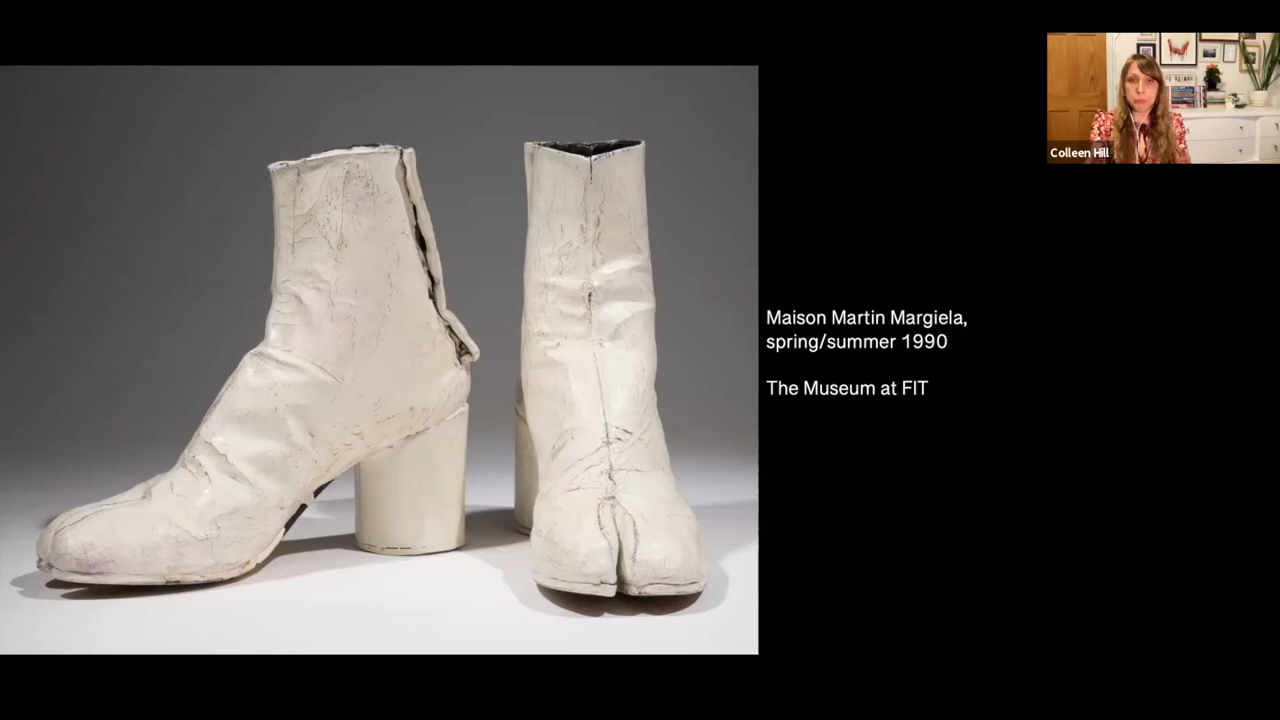 Colleen Hill
Maison Martin Margiela,
spring/summer 1990
The Museum at FIT